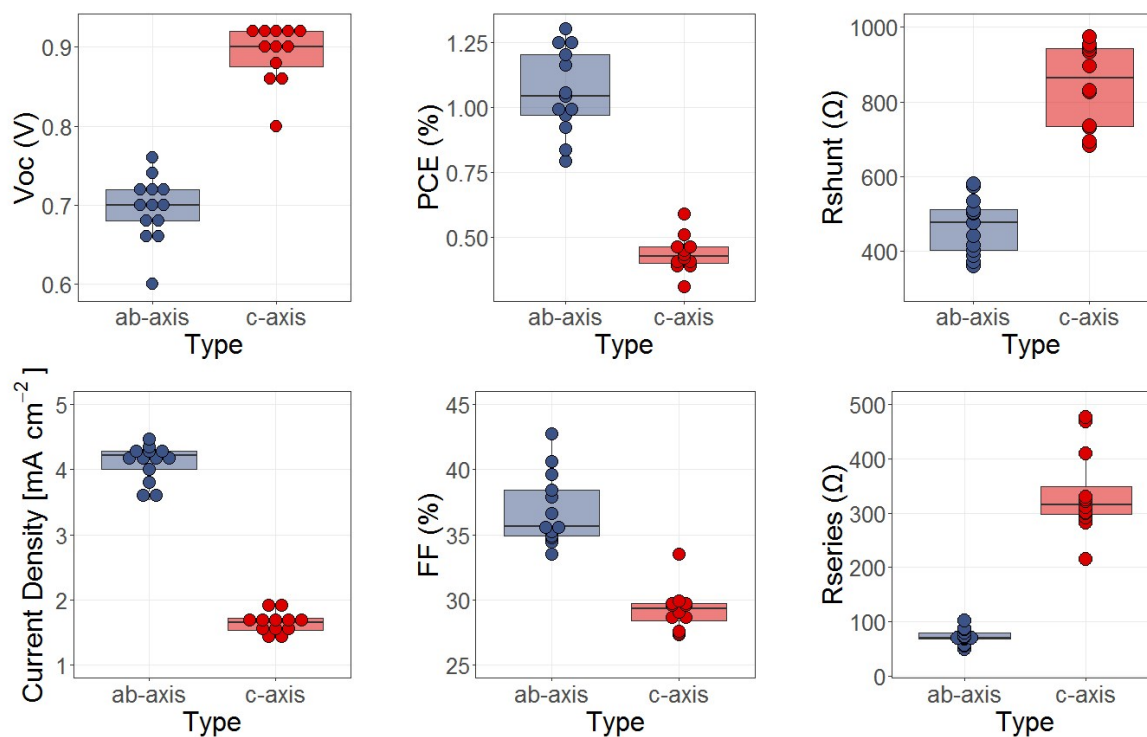 Voc (V)
0.9
0.8
0.7
0.6
ab-axis c-axis
Type
PCE (%)
1.25
1.00
0.75
0.50
ab-axis c-axis
Type
Rshunt (Ω)
1000
800
600
400
ab-axis c-axis
Type
Current Density [mA cm⁻²
5
4
3
2
1
ab-axis c-axis
Type
FF (%)
45
40
35
30
25
ab-axis c-axis
Type
Rseries (Ω)
500
400
300
200
100
0
ab-axis c-axis
Type